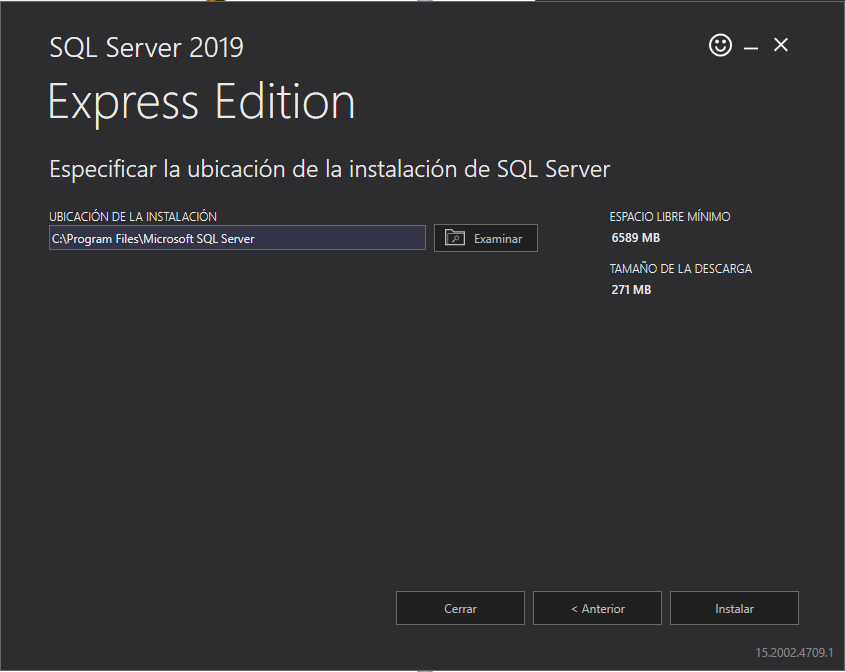 SQL Server 2019
Express Edition
Especificar la ubicación de la instalación de SQL Server
UBICACIÓN DE LA INSTALACIÓN
C:\Program Files\Microsoft SQL Server
Examinar
ESPACIO LIBRE MÍNIMO
6589 MB
TAMAÑO DE LA DESCARGA
271 MB
Cerrar
< Anterior
Instalar
15.2002.4709.1